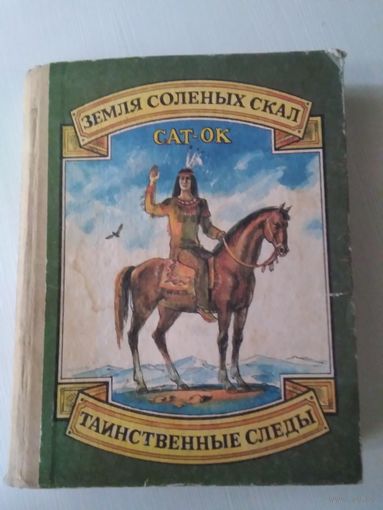 ЗЕМЛЯ СОЛЕНЫХ СКАЛ
САТ-ОК
ТАИНСТВЕННЫЕ СЛЕДЫ